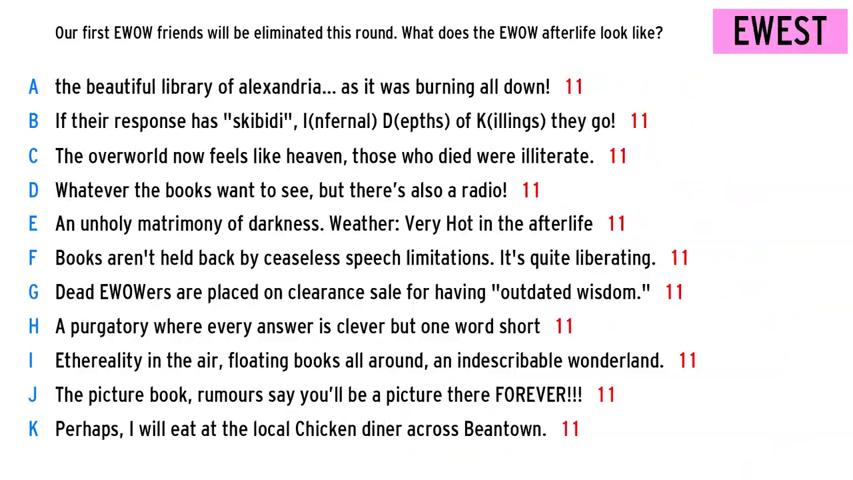 Our first EWOW friends will be eliminated this round. What does the EWOW afterlife look like?
EWEST
A the beautiful library of alexandria... as it was burning all down! 11
B If their response has "skibidi", I(nfernal) D(epths) of K(illings) they go! 11
C The overworld now feels like heaven, those who died were illiterate. 11
D Whatever the books want to see, but there’s also a radio! 11
E An unholy matrimony of darkness. Weather: Very Hot in the afterlife 11
F Books aren't held back by ceaseless speech limitations. It's quite liberating. 11
G Dead EWOWers are placed on clearance sale for having "outdated wisdom." 11
H A purgatory where every answer is clever but one word short 11
I Ethereality in the air, floating books all around, an indescribable wonderland. 11
J The picture book, rumours say you’ll be a picture there FOREVER!!! 11
K Perhaps, I will eat at the local Chicken diner across Beantown. 11